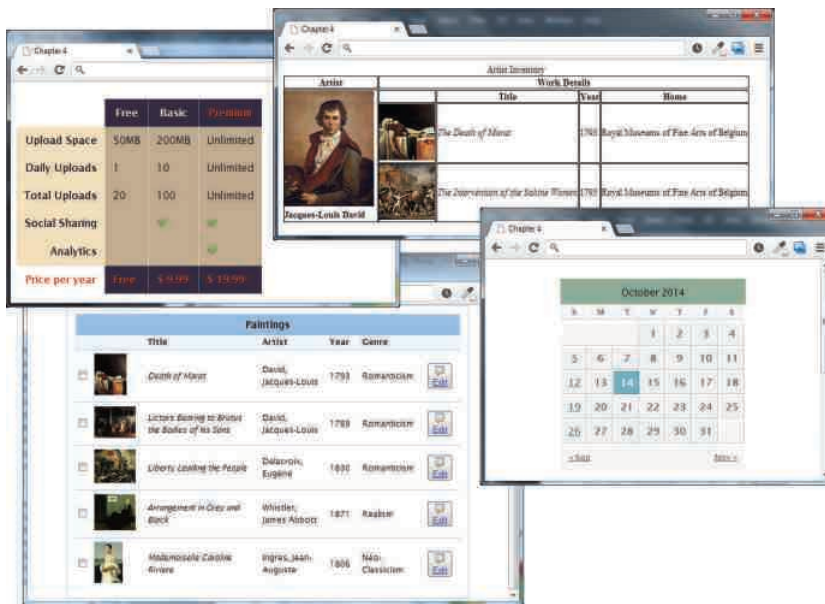 Chapter 4
Free Basic Premium
Upload Space 50MB 200MB Unlimited
Daily Uploads 1 10 Unlimited
Total Uploads 20 100 Unlimited
Social Sharing
Analytics
Price per year Free $ 9.99 $ 19.99
Chapter 4
Artist Inventory
Artist Work Details
Title Year Home
The Death of Marat 1793 Royal Museums of Fine Arts of Belgium
The Intervention of the Sabine Women 1799 Royal Museums of Fine Arts of Belgium
Jacques-Louis David
Paintings
Title Artist Year Genre
Death of Marat David, Jacques-Louis 1793 Romanticism Edit
Lictors Bearing to Brutus the Bodies of his Sons David, Jacques-Louis 1789 Romanticism Edit
Liberty Leading the People Delacroix, Eugène 1830 Romanticism Edit
Arrangement in Grey and Black Whistler, James Abbott 1871 Realism Edit
Mademoiselle Caroline Riviere Ingres, Jean-Auguste 1806 Neo-Classicism Edit
Chapter 4
October 2014
S M T W T F S
1 2 3 4
5 6 7 8 9 10 11
12 13 14 15 16 17 18
19 20 21 22 23 24 25
26 27 28 29 30 31
« Sep Nov »